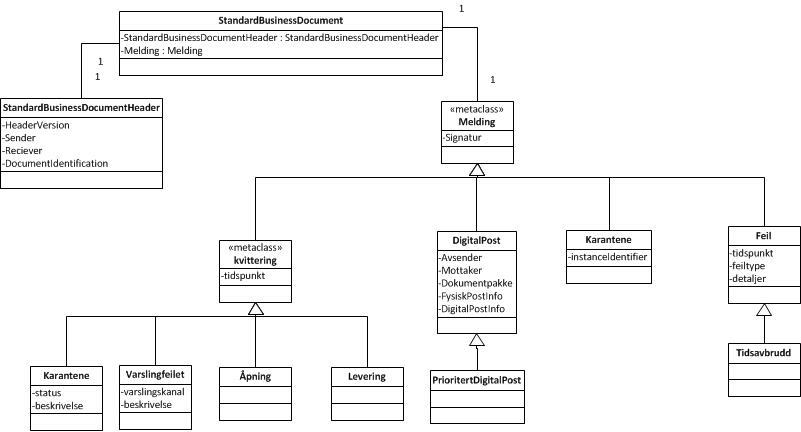 StandardBusinessDocument
-StandardBusinessDocumentHeader : StandardBusinessDocumentHeader
-Melding : Melding
1
1
1
1
StandardBusinessDocumentHeader
-HeaderVersion
-Sender
-Reciever
-DocumentIdentification
«metaclass»
Melding
-Signatur
«metaclass»
kvittering
-tidspunkt
DigitalPost
-Avsender
-Mottaker
-Dokumentpakke
-FysiskPostInfo
-DigitalPostInfo
Karantene
-instanceIdentifier
Feil
-tidspunkt
-feiltype
-detaljer
Karantene
-status
-beskrivelse
Varslingfeilet
-varslingskanal
-beskrivelse
Åpning
Levering
PrioritertDigitalPost
Tidsavbrudd